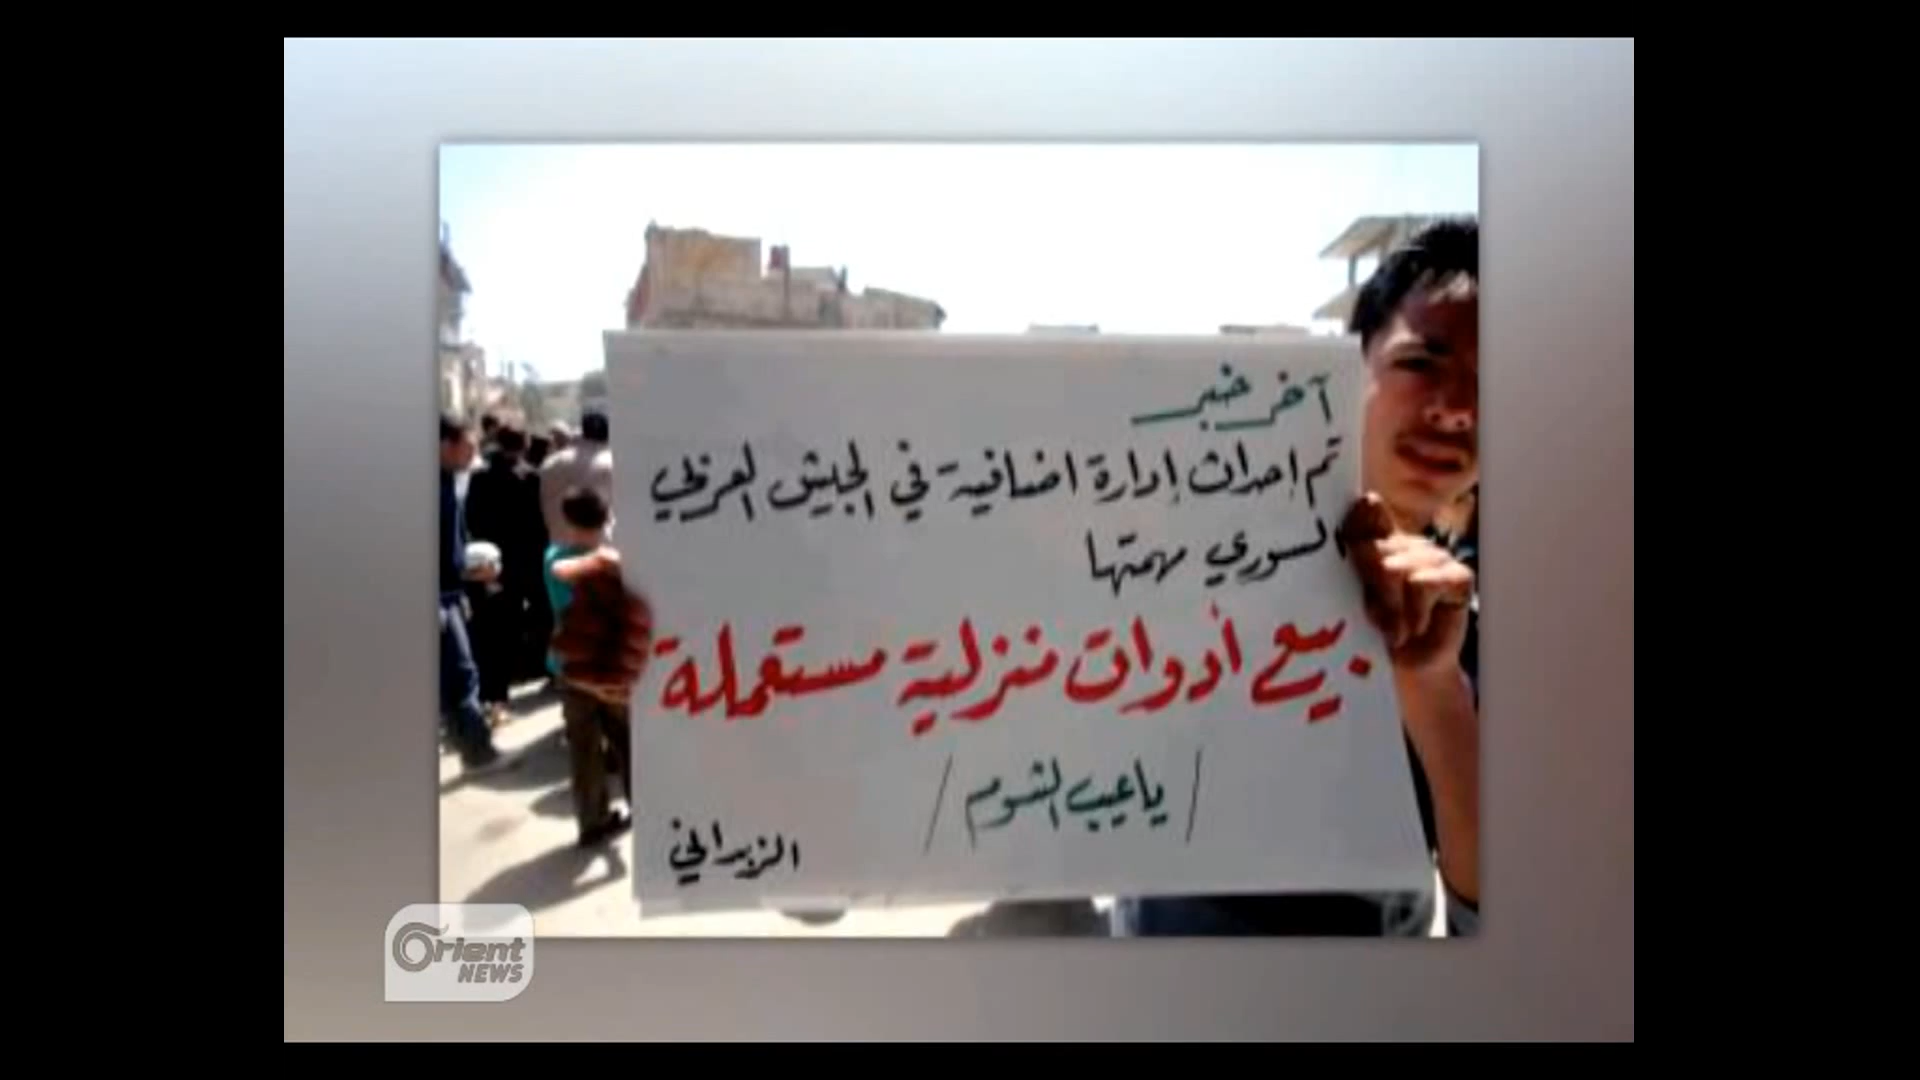 آخر خبر
تم إحداث إدارة اضافية في الجيش العربي
السوري مهمتها
بيع أدوات منزلية مستعملة
/ ياعيب الشوم /
الزبداني
Orient
NEWS